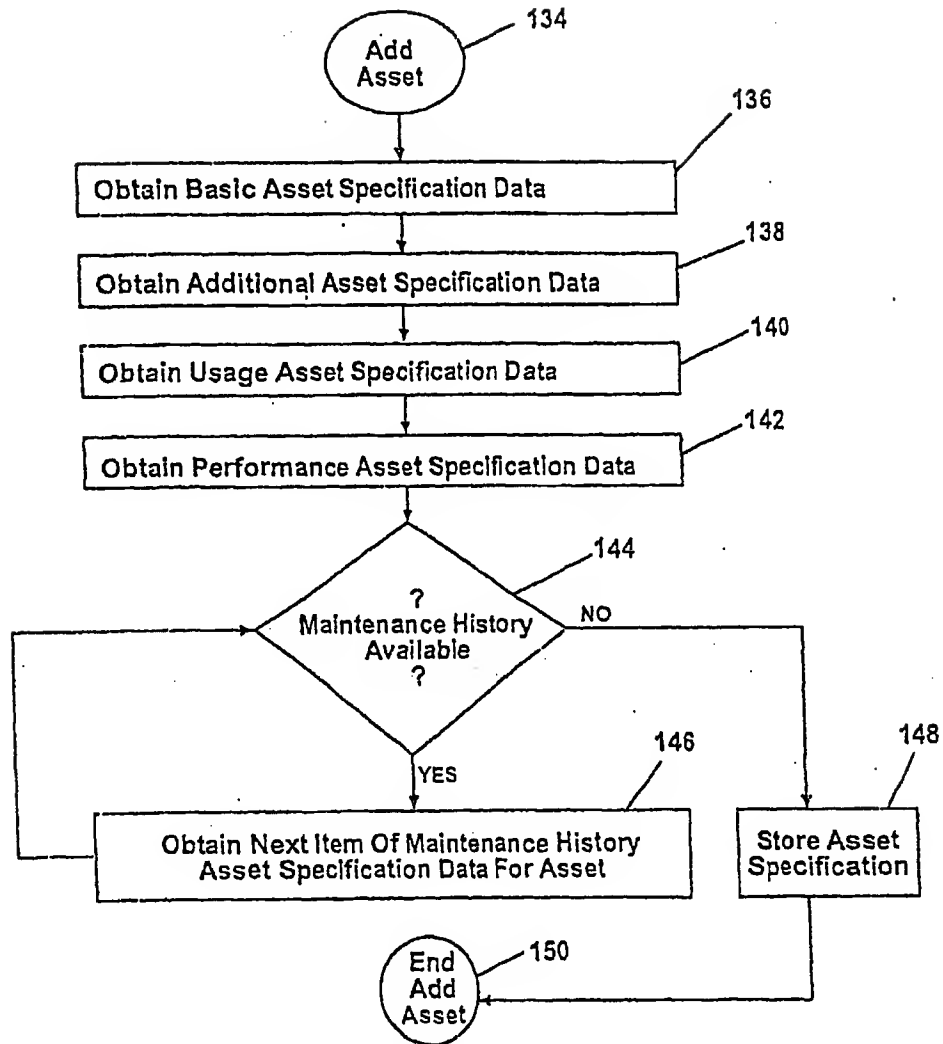 Add
Asset
134
136
Obtain Basic Asset Specification Data
138
Obtain Additional Asset Specification Data
140
Obtain Usage Asset Specification Data
142
Obtain Performance Asset Specification Data
144
?
Maintenance History
Available
?
NO
YES
146
148
Obtain Next Item Of Maintenance History
Asset Specification Data For Asset
Store Asset
Specification
End
Add
Asset
150